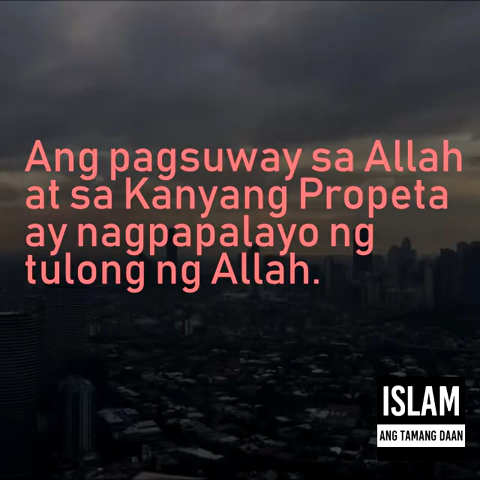 Ang pagsuway sa Allah
at sa Kanyang Propeta
ay nagpapalayo ng
tulong ng Allah.
ISLAM
ANG TAMANG DAAN